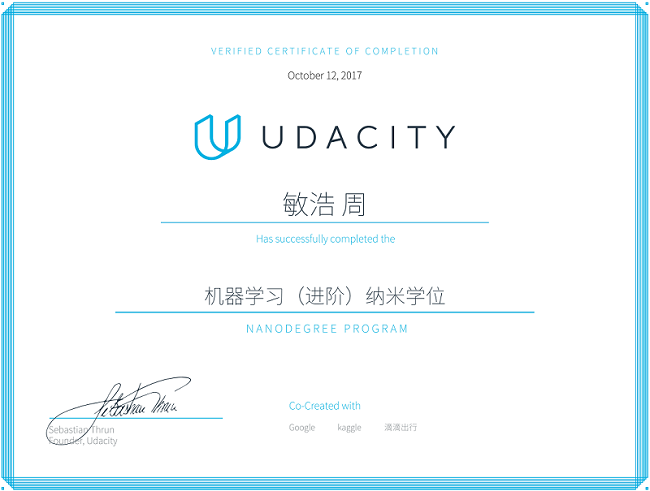 VERIFIED CERTIFICATE OF COMPLETION
October 12, 2017
UDACITY
敏浩 周
Has successfully completed the
机器学习（进阶）纳米学位
NANODEGREE PROGRAM
Sebastian Thrun
Sebastian Thrun
Founder, Udacity
Co-Created with
Google kaggle 滴滴出行